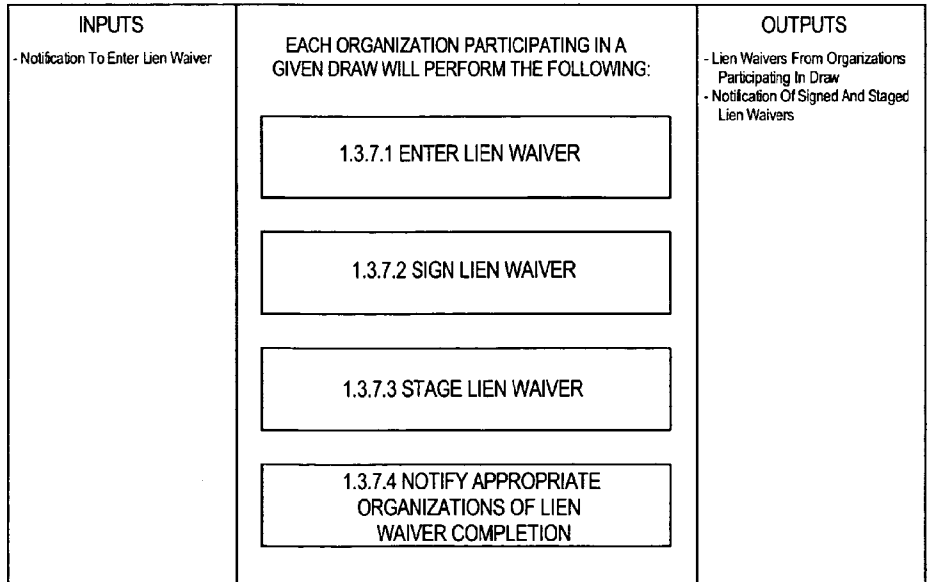 INPUTS
- Notification To Enter Lien Waiver
EACH ORGANIZATION PARTICIPATING IN A
GIVEN DRAW WILL PERFORM THE FOLLOWING:
1.3.7.1 ENTER LIEN WAIVER
1.3.7.2 SIGN LIEN WAIVER
1.3.7.3 STAGE LIEN WAIVER
1.3.7.4 NOTIFY APPROPRIATE
ORGANIZATIONS OF LIEN
WAIVER COMPLETION
OUTPUTS
- Lien Waivers From Organizations
Participating In Draw
- Notification Of Signed And Staged
Lien Waivers